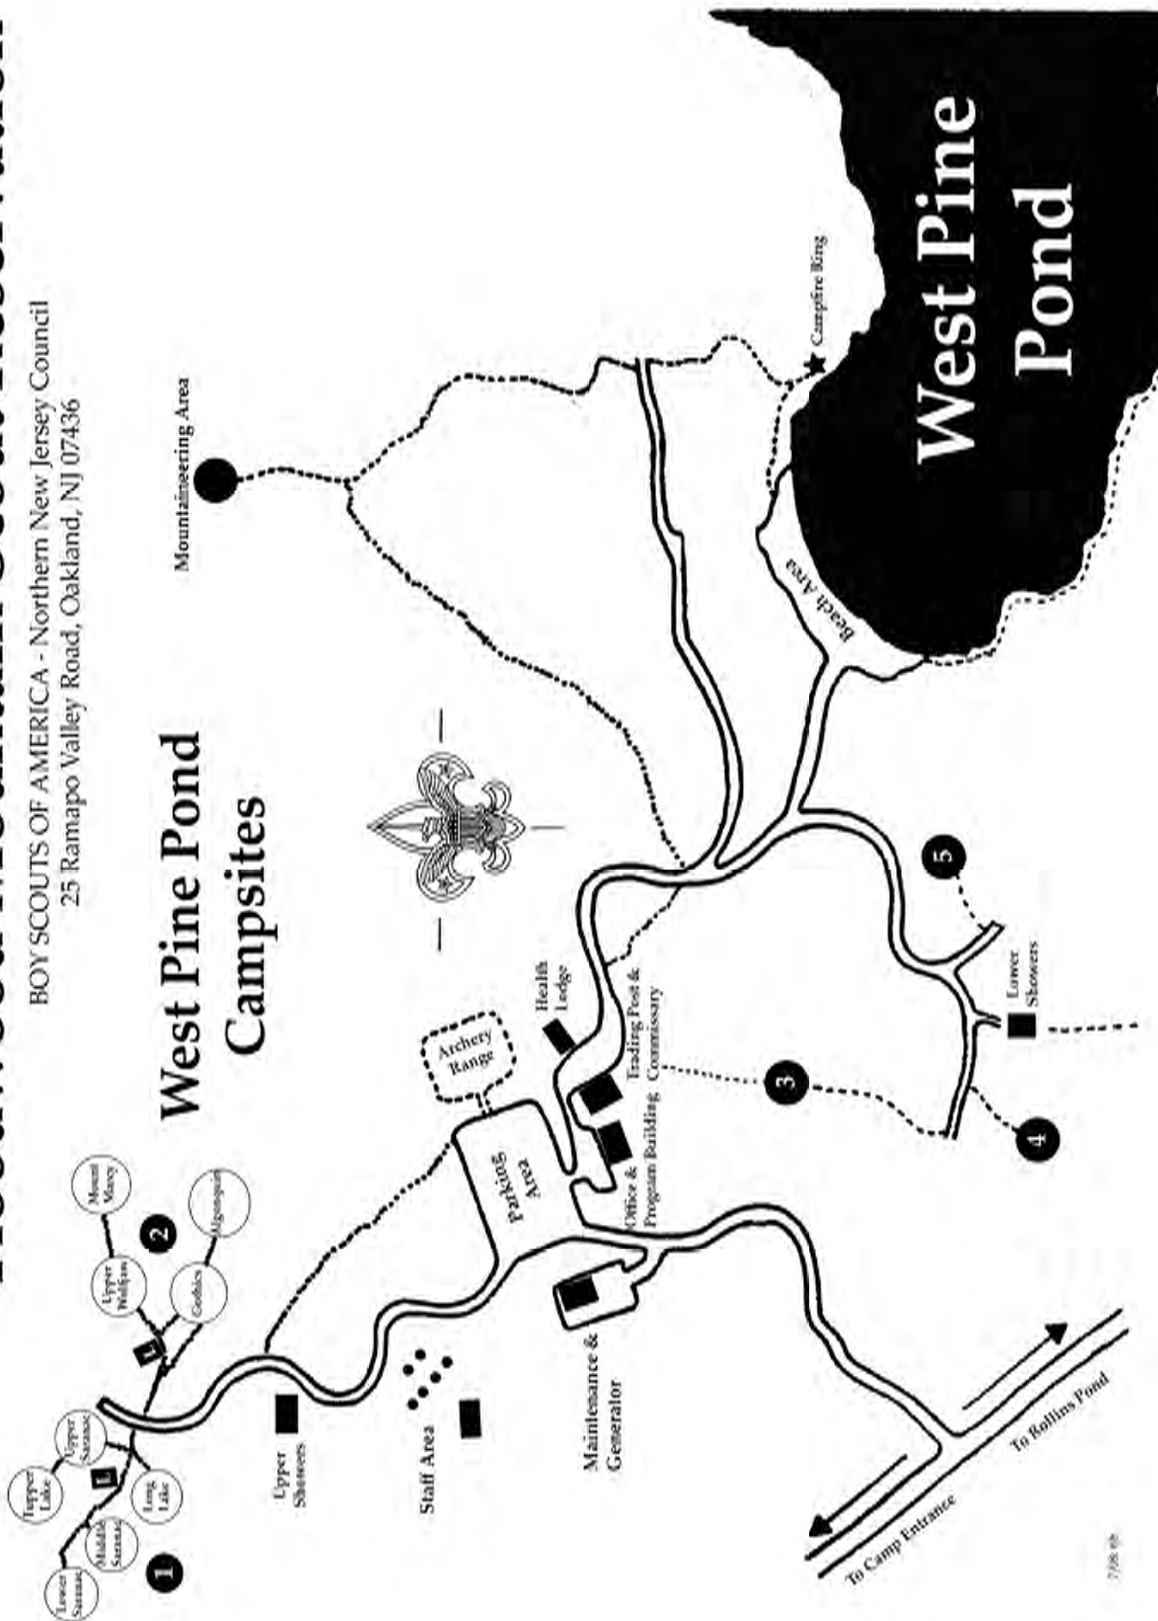 BOY SCOUTS OF AMERICA - Northern New Jersey Council
25 Ramapo Valley Road, Oakland, NJ 07436
West Pine Pond
Campsites
Mountaineering Area
Campfire Ring
West Pine
Pond
Beach Area
Archery
Range
Health
Lodge
Trading Post &
Commissary
Office &
Program Building
Parking
Area
Mount
Marcy
2
Upper
Wolfjaw
Gothics
Algonquin
L
Tupper
Lake
Upper
Saranac
L
Long
Lake
Middle
Saranac
Lower
Saranac
1
Upper
Showers
Staff Area
Maintenance &
Generator
3
4
5
Lower
Showers
To Rollins Pond
To Camp Entrance